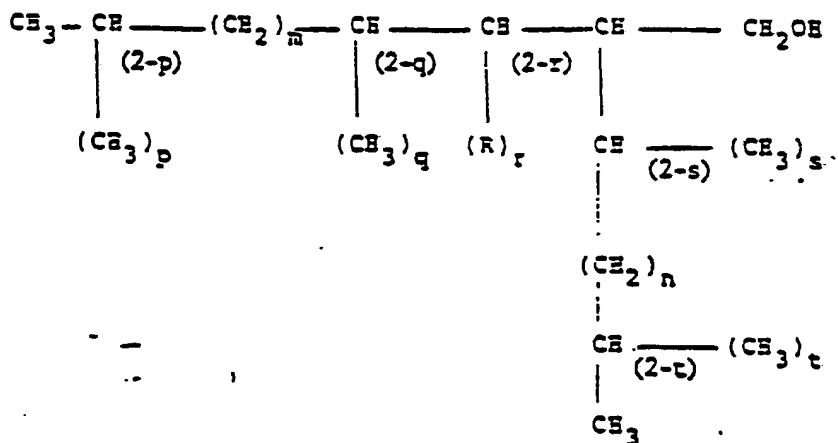 CH3 — CH(2-p) — (CH2)m — CH(2-q) — CH(2-r) — CH — CH2OH
(CH3)p (CH3)q (R)r CH(2-s) — (CH3)s
(CH2)n
CH(2-t) — (CH3)t
CH3